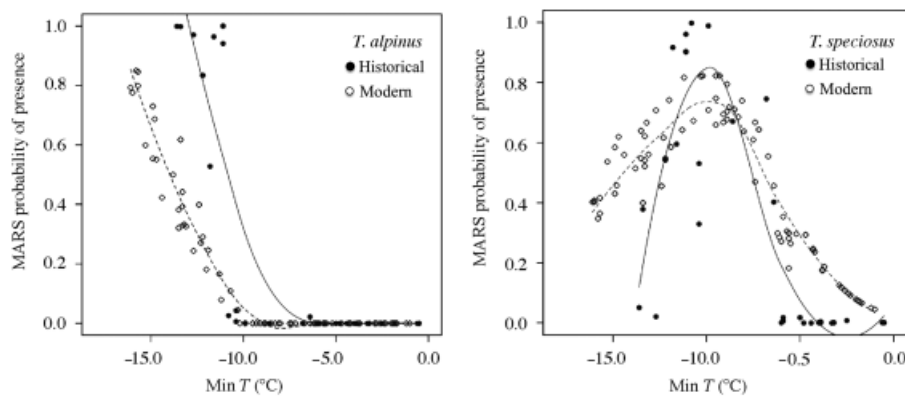 MARS probability of presence
1.0
0.8
0.6
0.4
0.2
0.0
T. alpinus
Historical
Modern
−15.0 −10.0 −5.0 0.0
Min T (°C)
MARS probability of presence
1.0
0.8
0.6
0.4
0.2
0.0
T. speciosus
Historical
Modern
−15.0 −10.0 −0.5 0.0
Min T (°C)